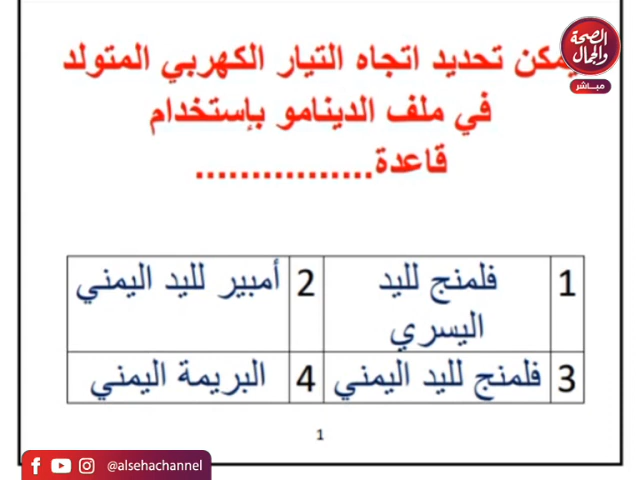 الصحة
والجمال
مباشر
يمكن تحديد اتجاه التيار الكهربي المتولد
في ملف الدينامو بإستخدام
قاعدة................
1 فلمنج لليد اليسري 2 أمبير لليد اليمني
3 فلمنج لليد اليمني 4 البريمة اليمني
1
@alsehachannel